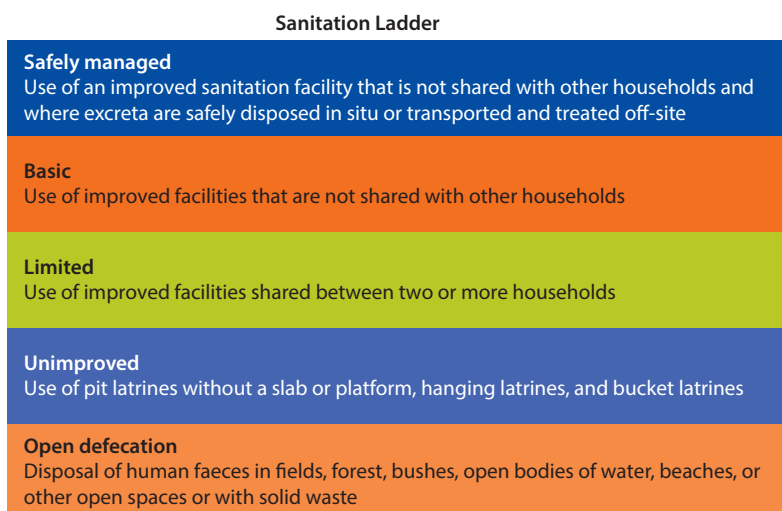 Sanitation Ladder
Safely managed
Use of an improved sanitation facility that is not shared with other households and
where excreta are safely disposed in situ or transported and treated off-site
Basic
Use of improved facilities that are not shared with other households
Limited
Use of improved facilities shared between two or more households
Unimproved
Use of pit latrines without a slab or platform, hanging latrines, and bucket latrines
Open defecation
Disposal of human faeces in fields, forest, bushes, open bodies of water, beaches, or
other open spaces or with solid waste